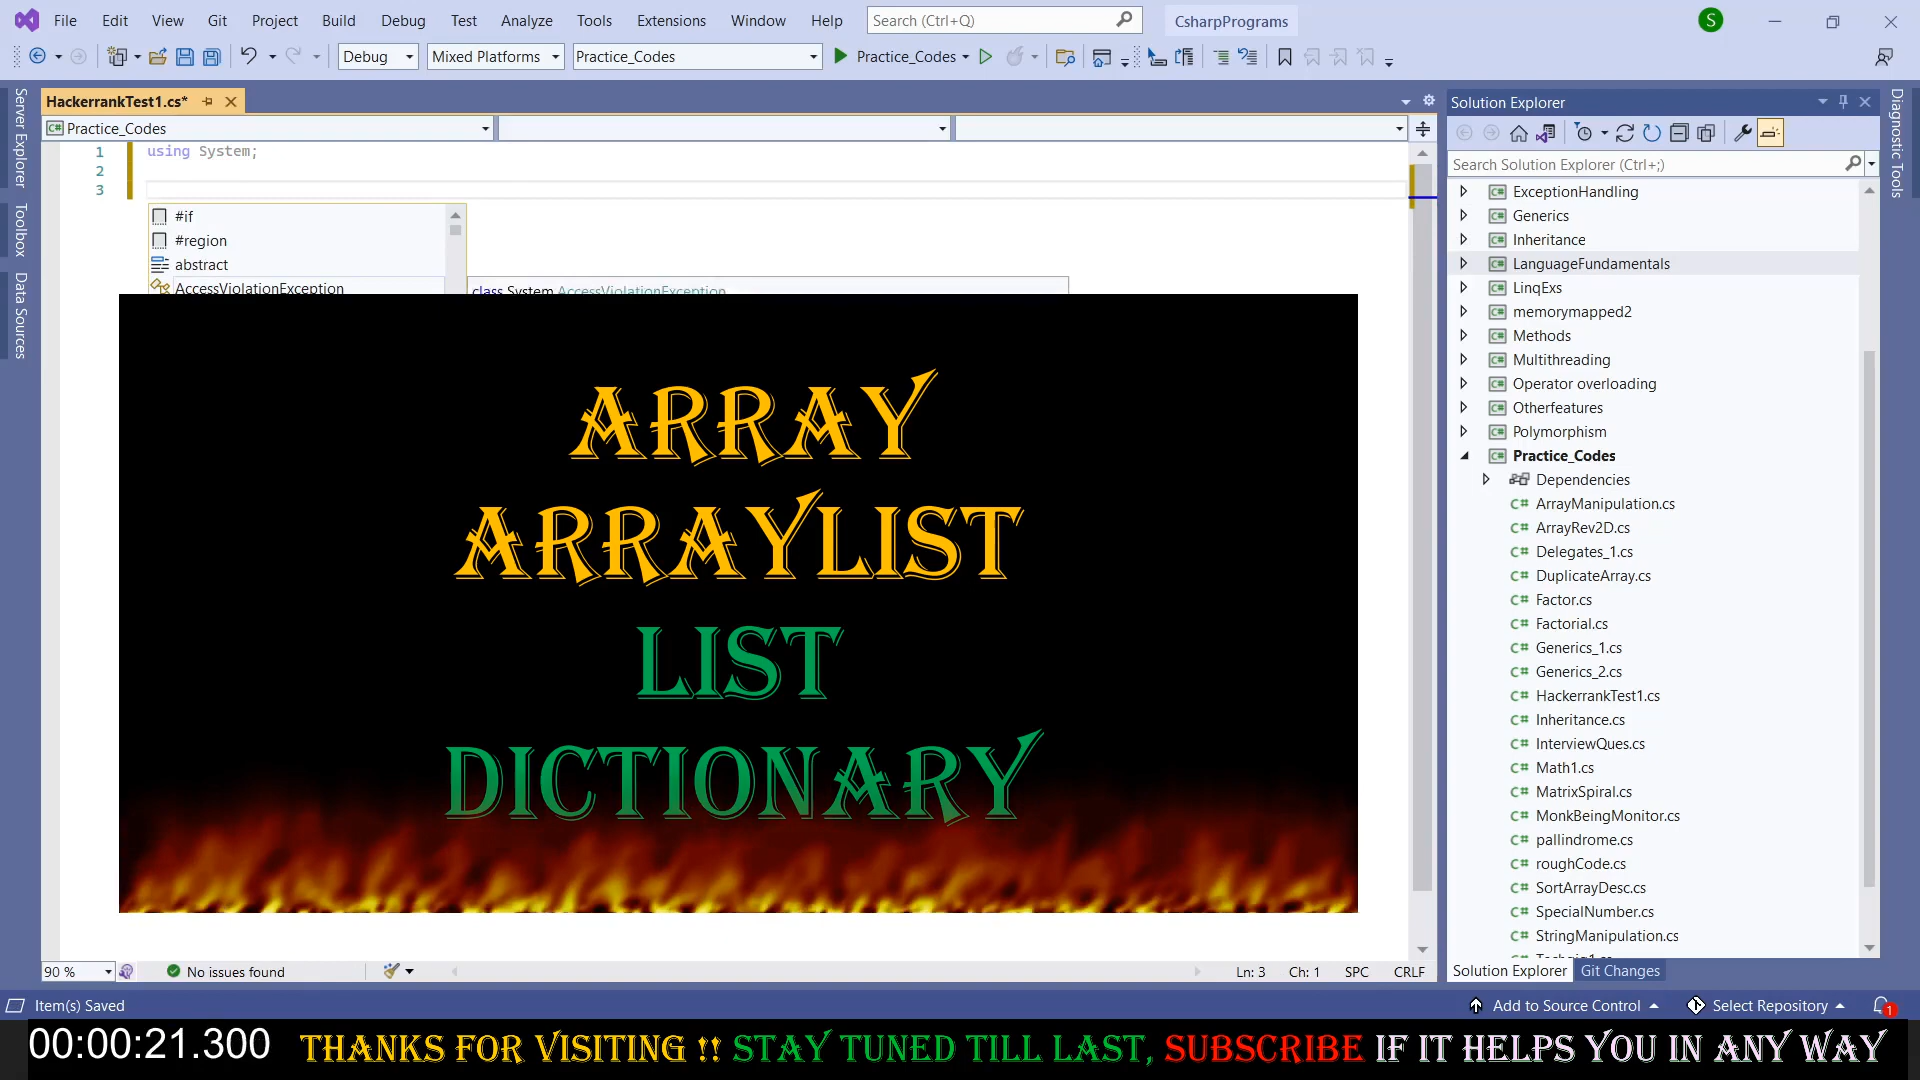 File Edit View Git Project Build Debug Test Analyze Tools Extensions Window Help Search (Ctrl+Q) CsharpPrograms S
Debug Mixed Platforms Practice_Codes Practice_Codes
HackerrankTest1.cs*
Practice_Codes
Server Explorer
Toolbox
Data Sources
1 using System;
2
3
#if
#region
abstract
AccessViolationException
class System.AccessViolationException
ARRAY
ARRAYLIST
LIST
DICTIONARY
90 % No issues found Ln: 3 Ch: 1 SPC CRLF
Solution Explorer
Search Solution Explorer (Ctrl+;)
ExceptionHandling
Generics
Inheritance
LanguageFundamentals
LinqExs
memorymapped2
Methods
Multithreading
Operator overloading
Otherfeatures
Polymorphism
Practice_Codes
Dependencies
C# ArrayManipulation.cs
C# ArrayRev2D.cs
C# Delegates_1.cs
C# DuplicateArray.cs
C# Factor.cs
C# Factorial.cs
C# Generics_1.cs
C# Generics_2.cs
C# HackerrankTest1.cs
C# Inheritance.cs
C# InterviewQues.cs
C# Math1.cs
C# MatrixSpiral.cs
C# MonkBeingMonitor.cs
C# pallindrome.cs
C# roughCode.cs
C# SortArrayDesc.cs
C# SpecialNumber.cs
C# StringManipulation.cs
Solution Explorer Git Changes
Diagnostic Tools
Item(s) Saved Add to Source Control Select Repository 1
00:00:21.300 THANKS FOR VISITING !! STAY TUNED TILL LAST, SUBSCRIBE IF IT HELPS YOU IN ANY WAY